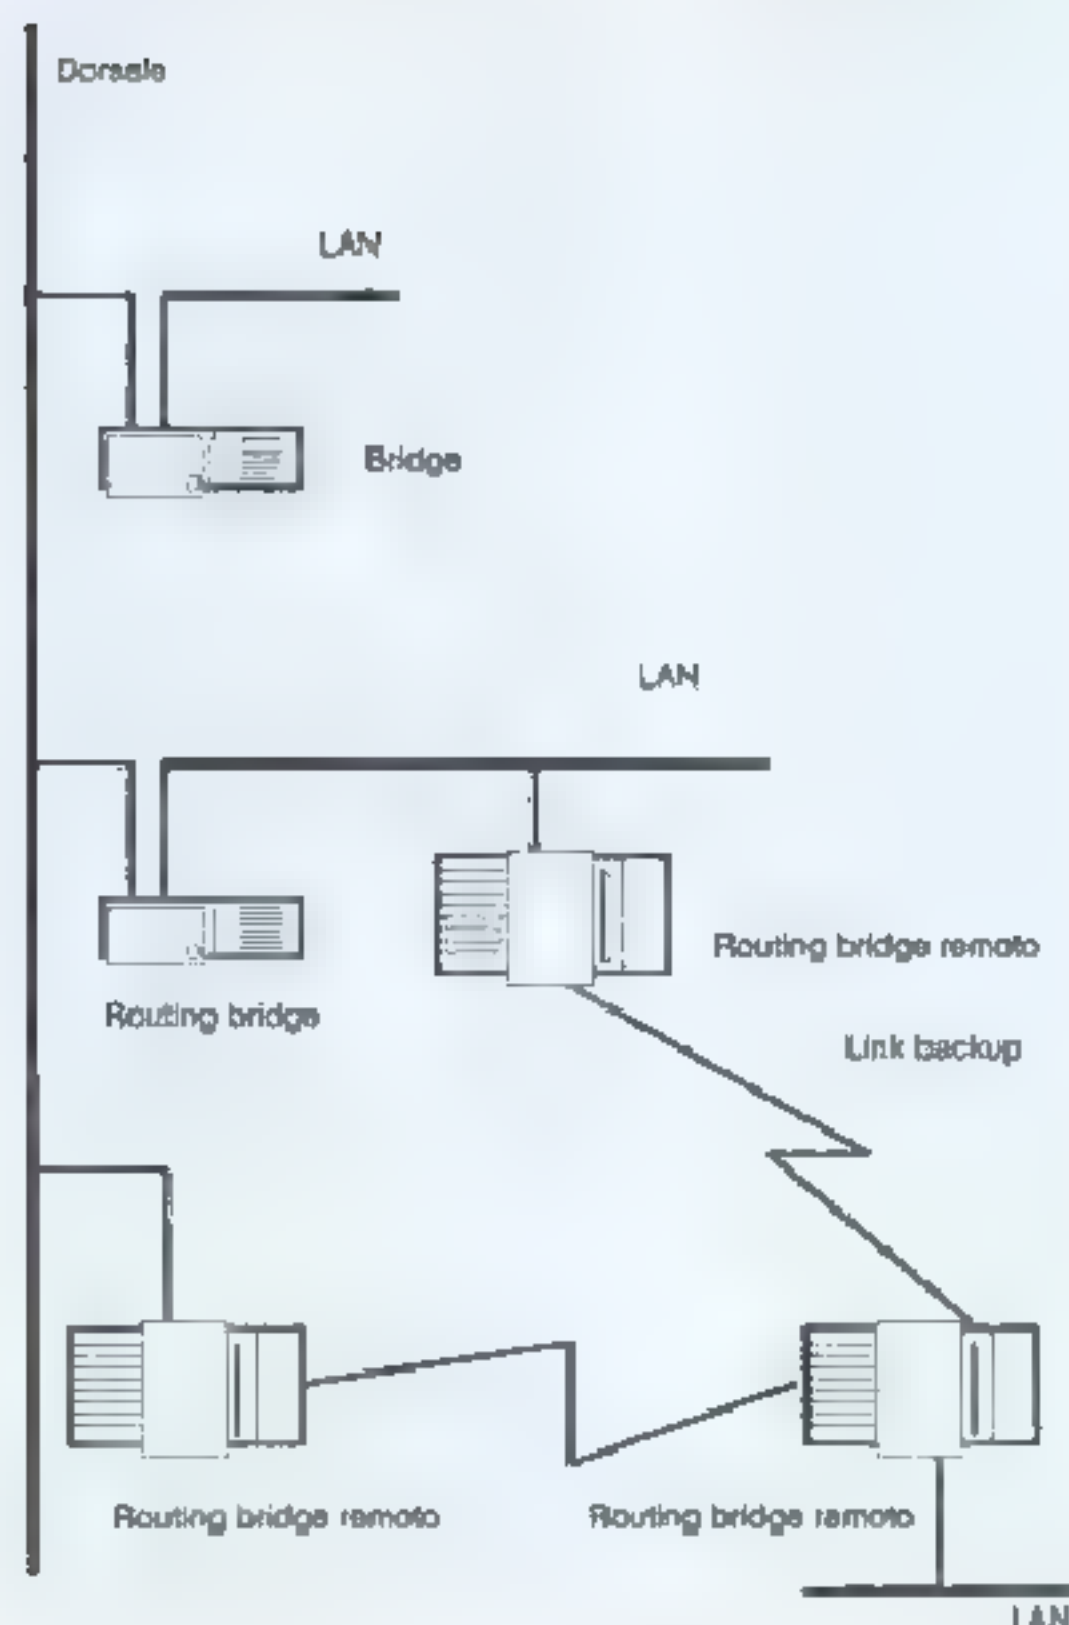 Dorsale
LAN
Bridge
LAN
Routing bridge remoto
Routing bridge
Link backup
Routing bridge remoto
Routing bridge remoto
LAN